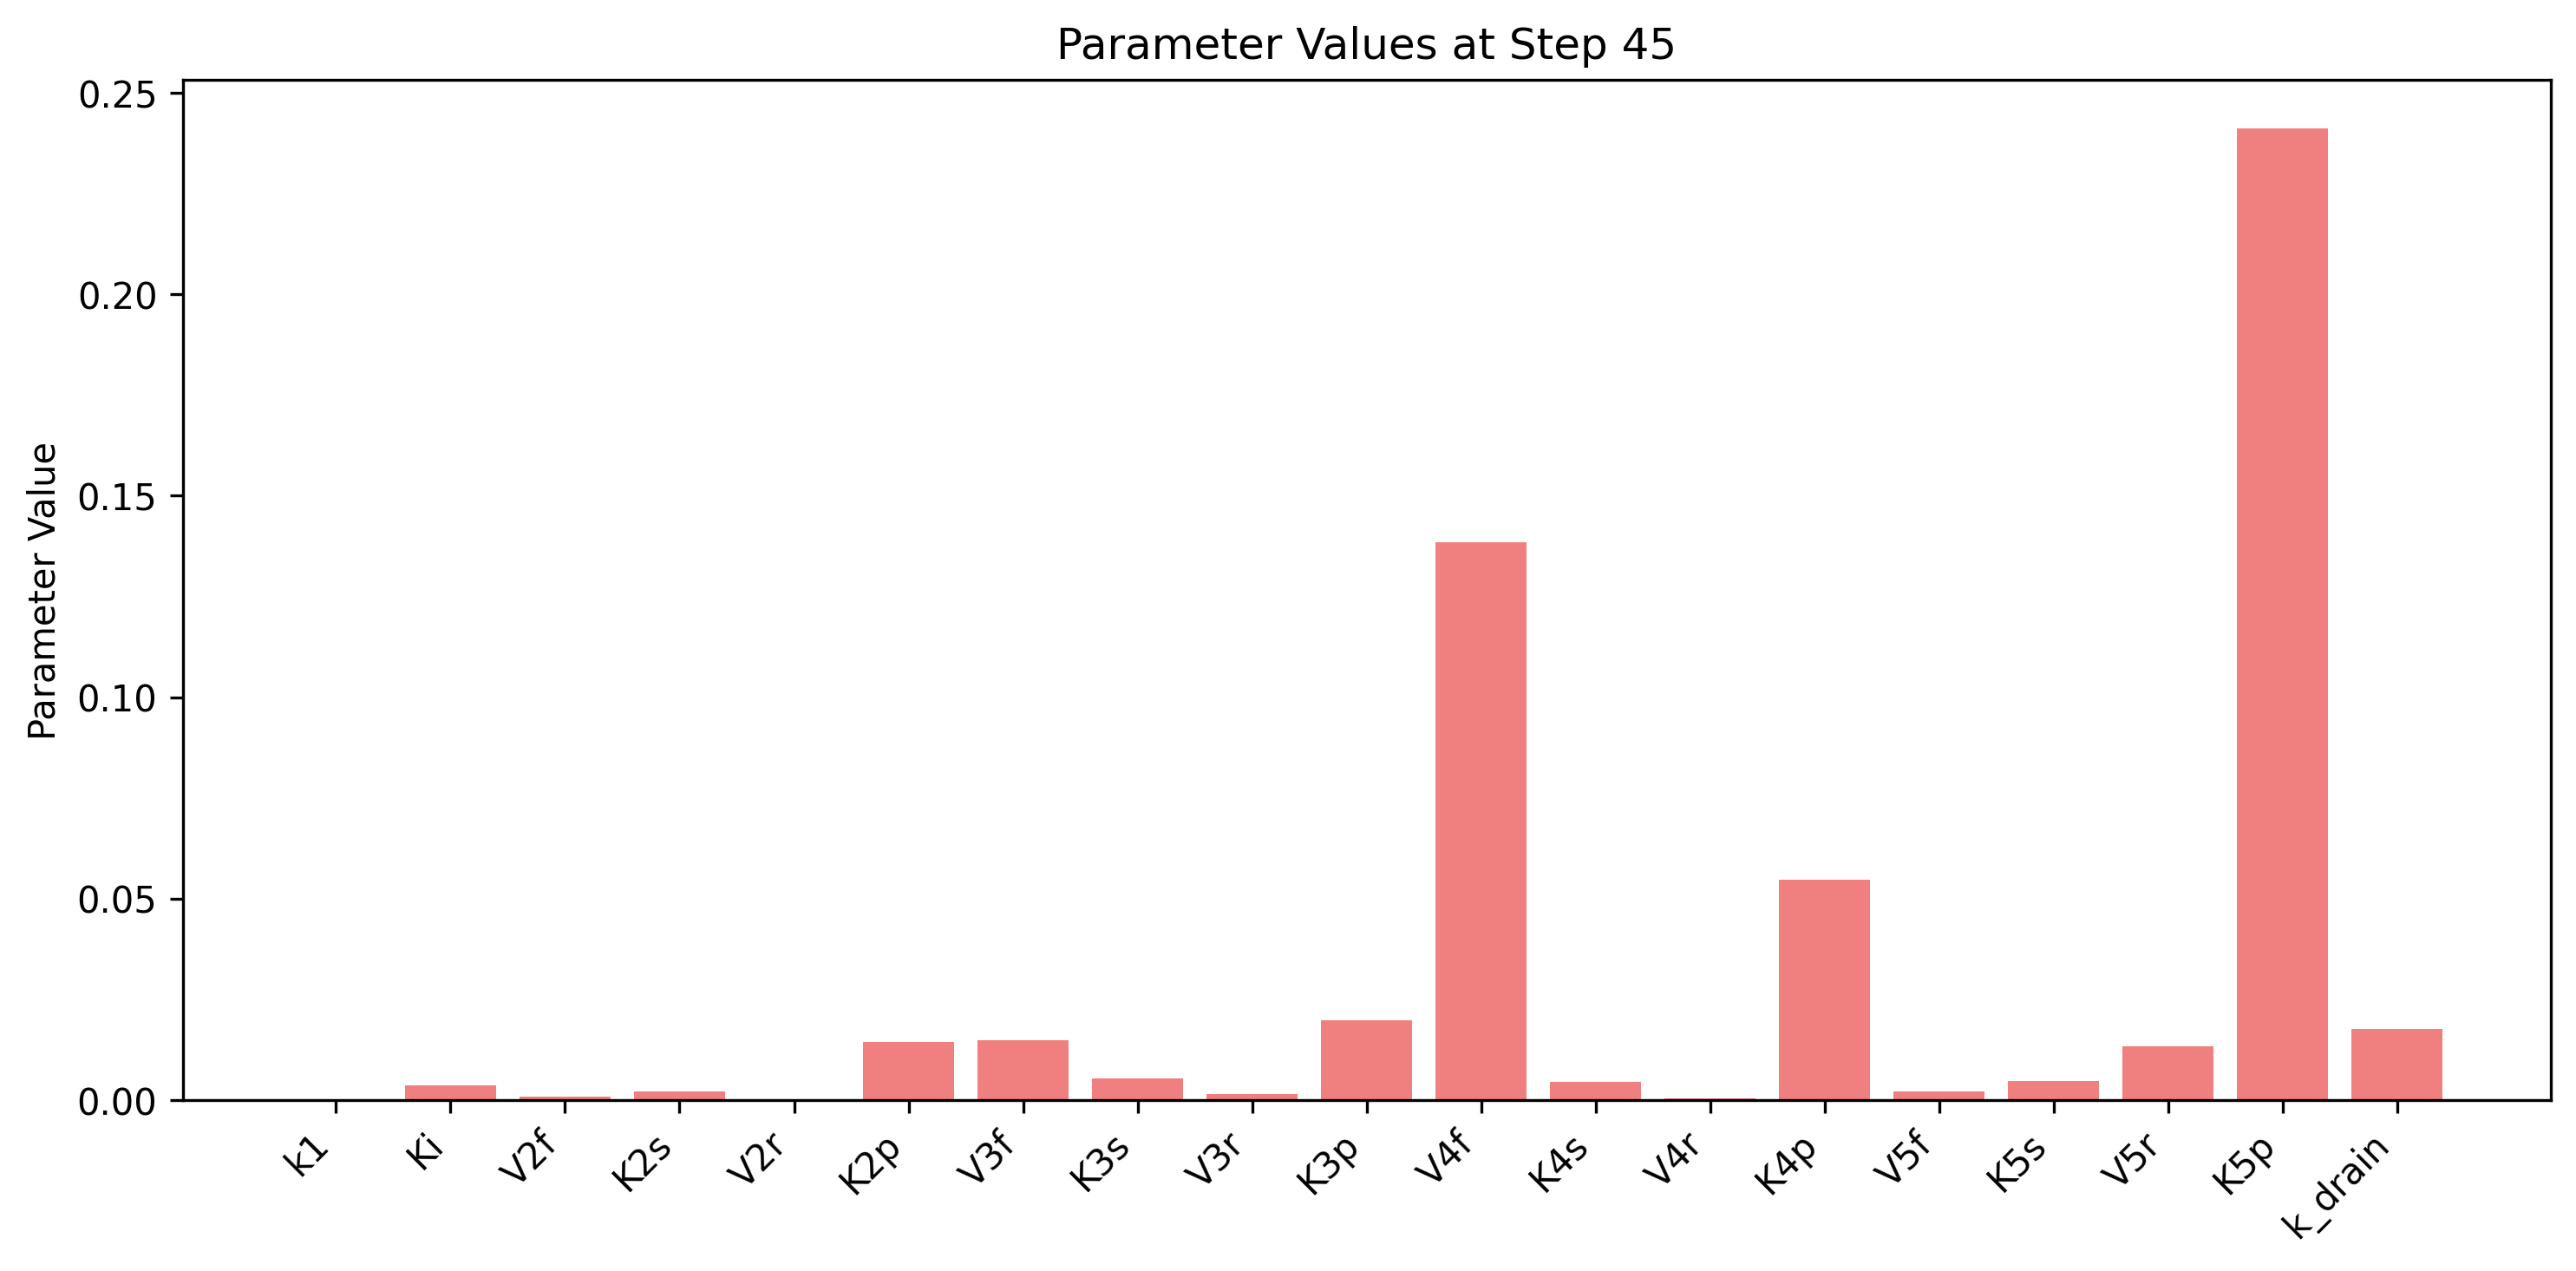 Parameter Values at Step 45
Parameter Value
0.25
0.20
0.15
0.10
0.05
0.00
k1 Ki V2f K2s V2r K2p V3f K3s V3r K3p V4f K4s V4r K4p V5f K5s V5r K5p k_drain